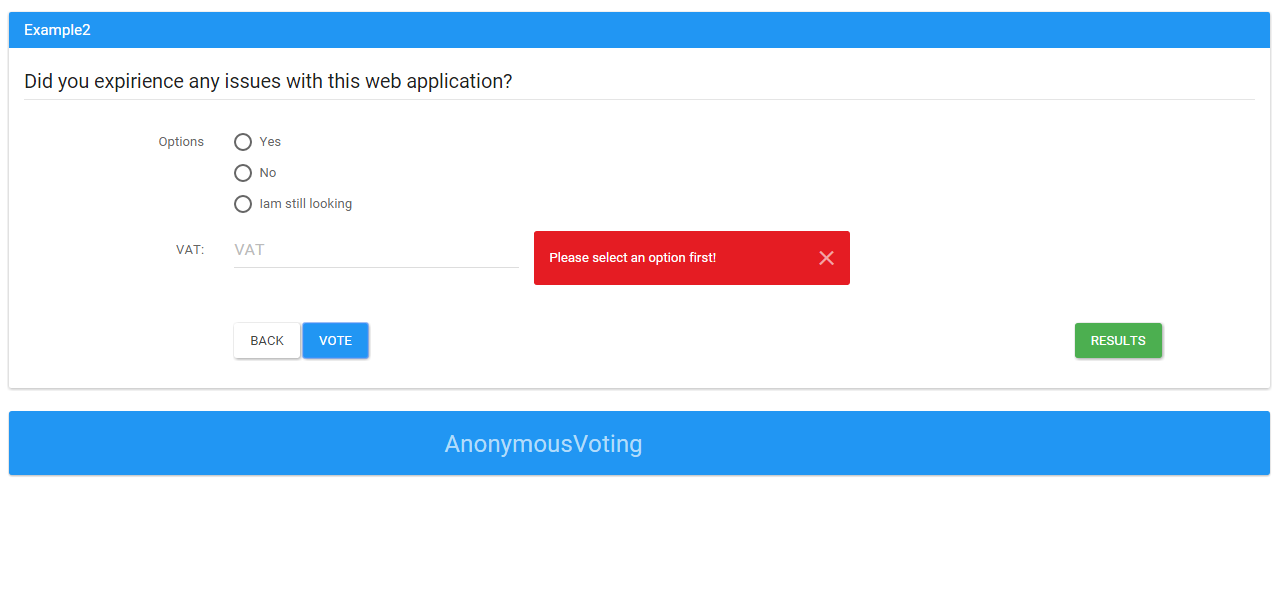 Example2
Did you expirience any issues with this web application?
Options
Yes
No
Iam still looking
VAT:
VAT
Please select an option first!
BACK
VOTE
RESULTS
AnonymousVoting